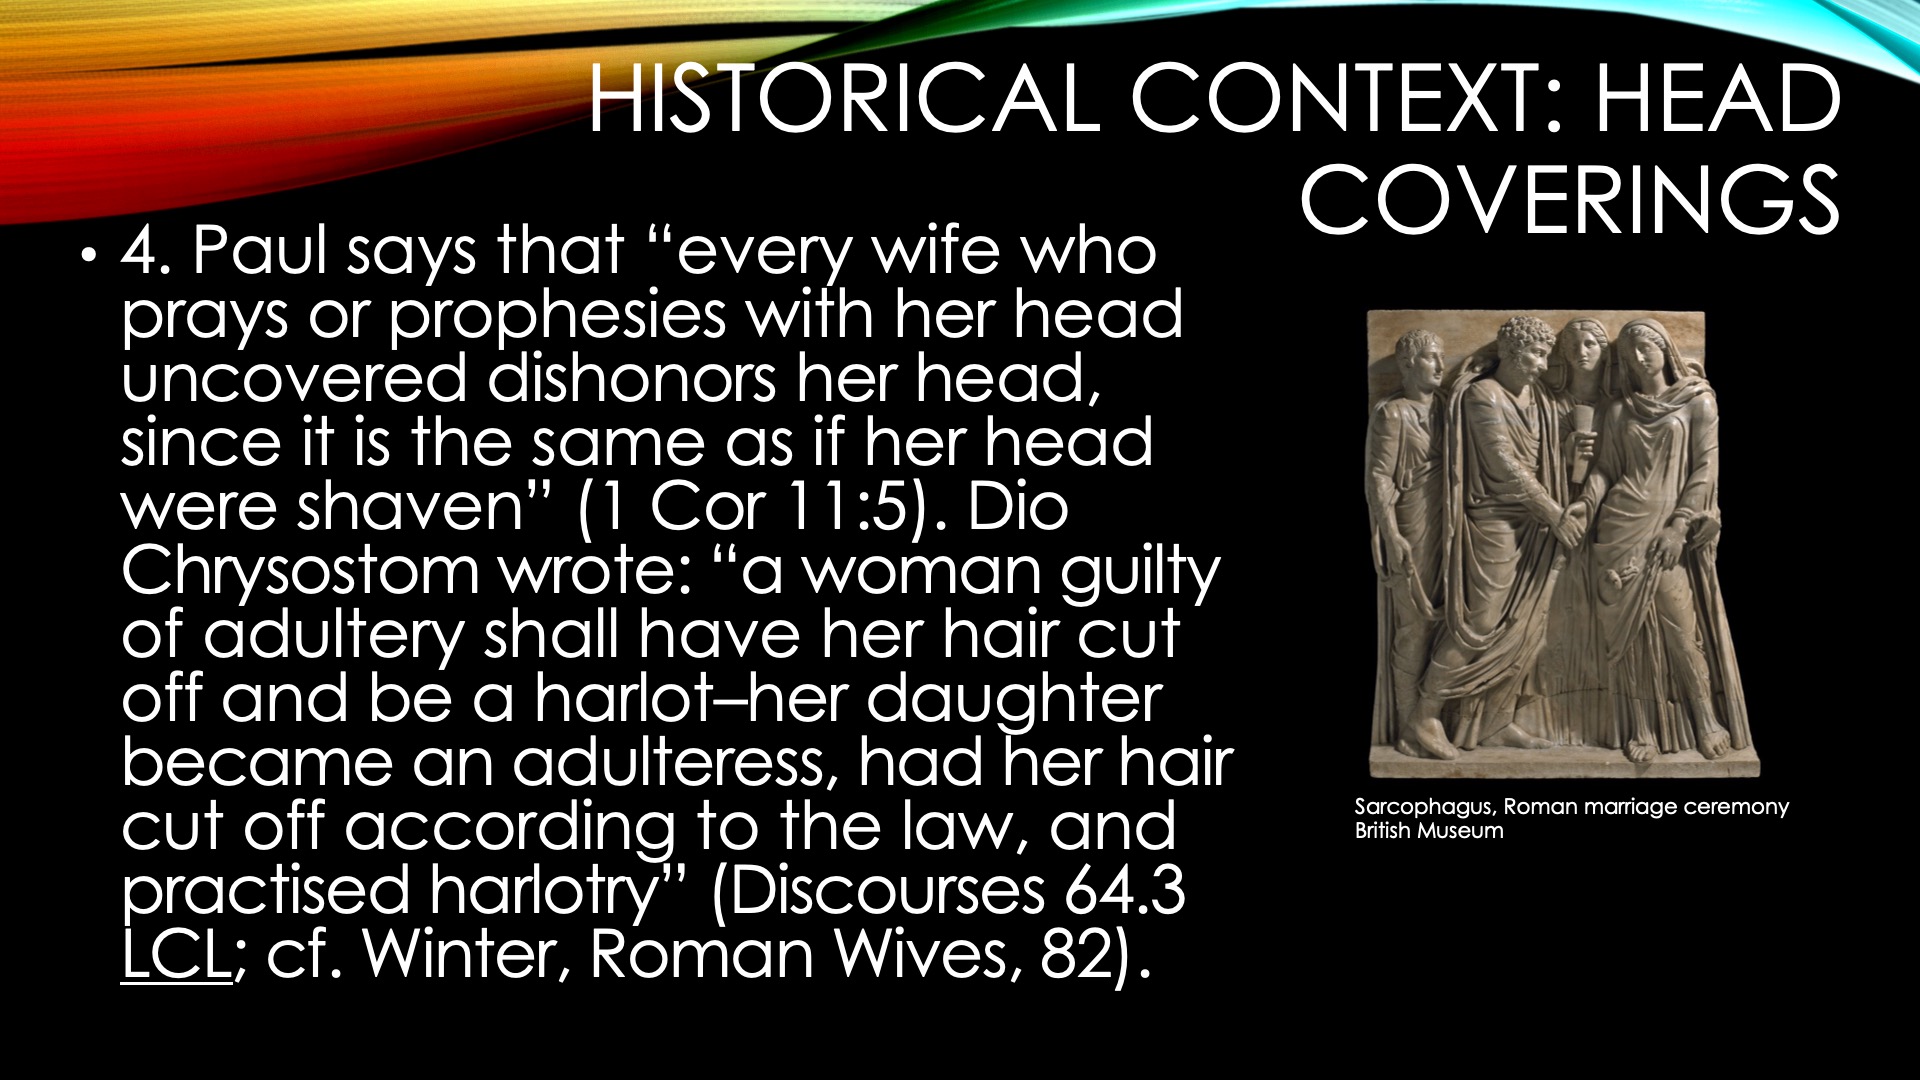 HISTORICAL CONTEXT: HEAD
COVERINGS
• 4. Paul says that “every wife who
prays or prophesies with her head
uncovered dishonors her head,
since it is the same as if her head
were shaven” (1 Cor 11:5). Dio
Chrysostom wrote: “a woman guilty
of adultery shall have her hair cut
off and be a harlot–her daughter
became an adulteress, had her hair
cut off according to the law, and
practised harlotry” (Discourses 64.3
LCL; cf. Winter, Roman Wives, 82).
Sarcophagus, Roman marriage ceremony
British Museum